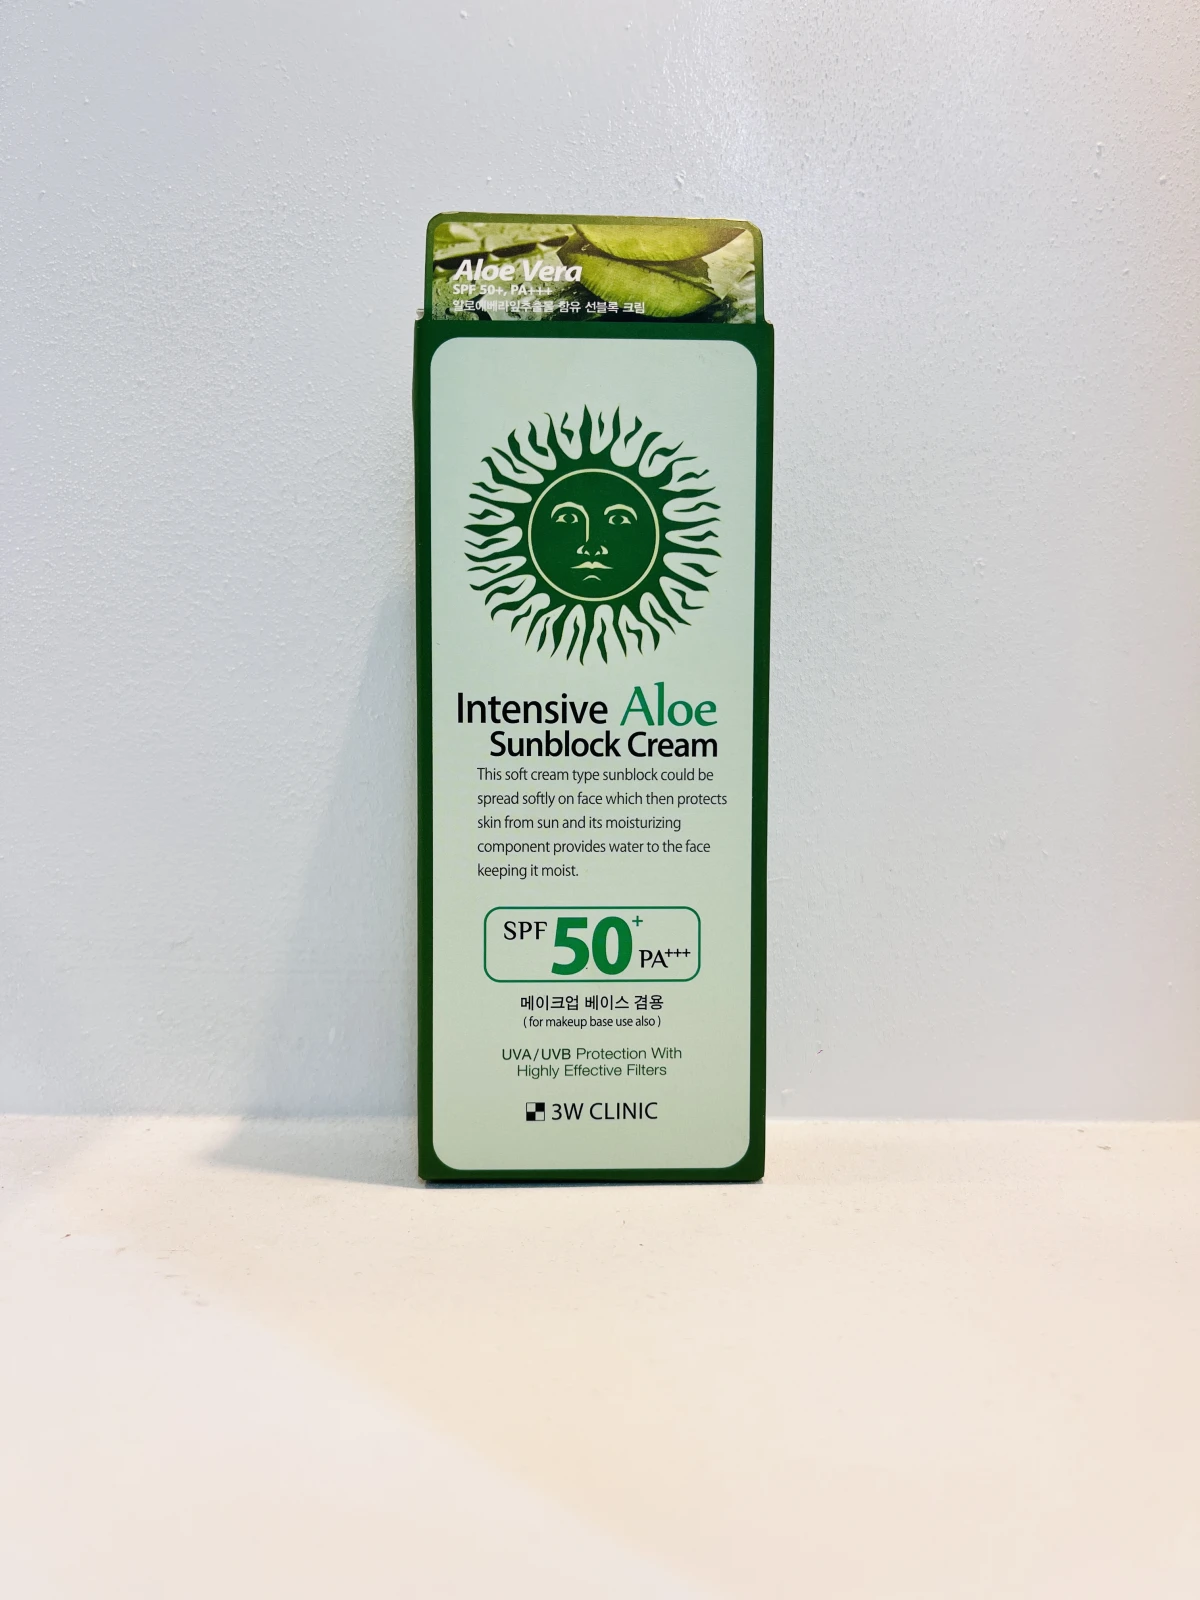 Aloe Vera
SPF 50+, PA+++
알로에베라잎추출물 함유 선블록 크림
Intensive Aloe
Sunblock Cream
This soft cream type sunblock could be
spread softly on face which then protects
skin from sun and its moisturizing
component provides water to the face
keeping it moist.
SPF 50+ PA+++
메이크업 베이스 겸용
( for makeup base use also )
UVA/UVB Protection With
Highly Effective Filters
3W CLINIC